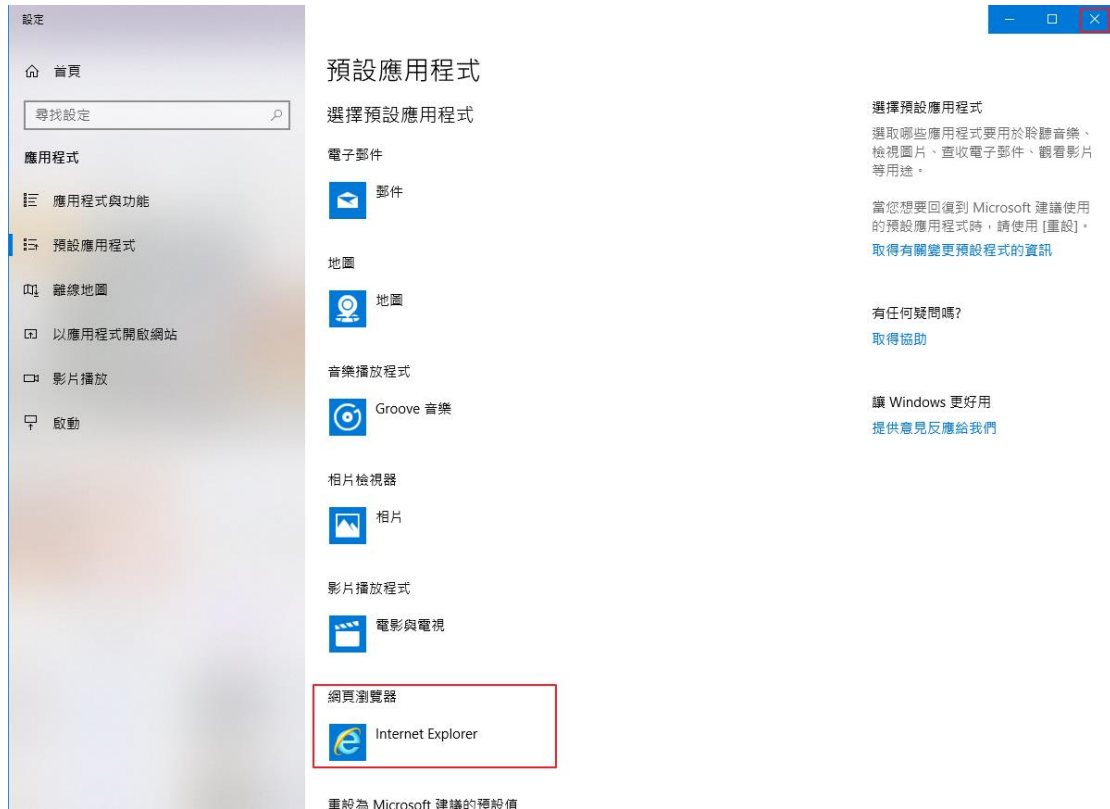 設定
首頁
尋找設定
應用程式
應用程式與功能
預設應用程式
離線地圖
以應用程式開啟網站
影片播放
啟動
預設應用程式
選擇預設應用程式
電子郵件
郵件
地圖
地圖
音樂播放程式
Groove 音樂
相片檢視器
相片
影片播放程式
電影與電視
網頁瀏覽器
Internet Explorer
重設為 Microsoft 建議的預設值
選擇預設應用程式
選取哪些應用程式要用於聆聽音樂、
檢視圖片、查收電子郵件、觀看影片
等用途。
當您想要回復到 Microsoft 建議使用
的預設應用程式時，請使用 [重設]。
取得有關變更預設程式的資訊
有任何疑問嗎?
取得協助
讓 Windows 更好用
提供意見反應給我們